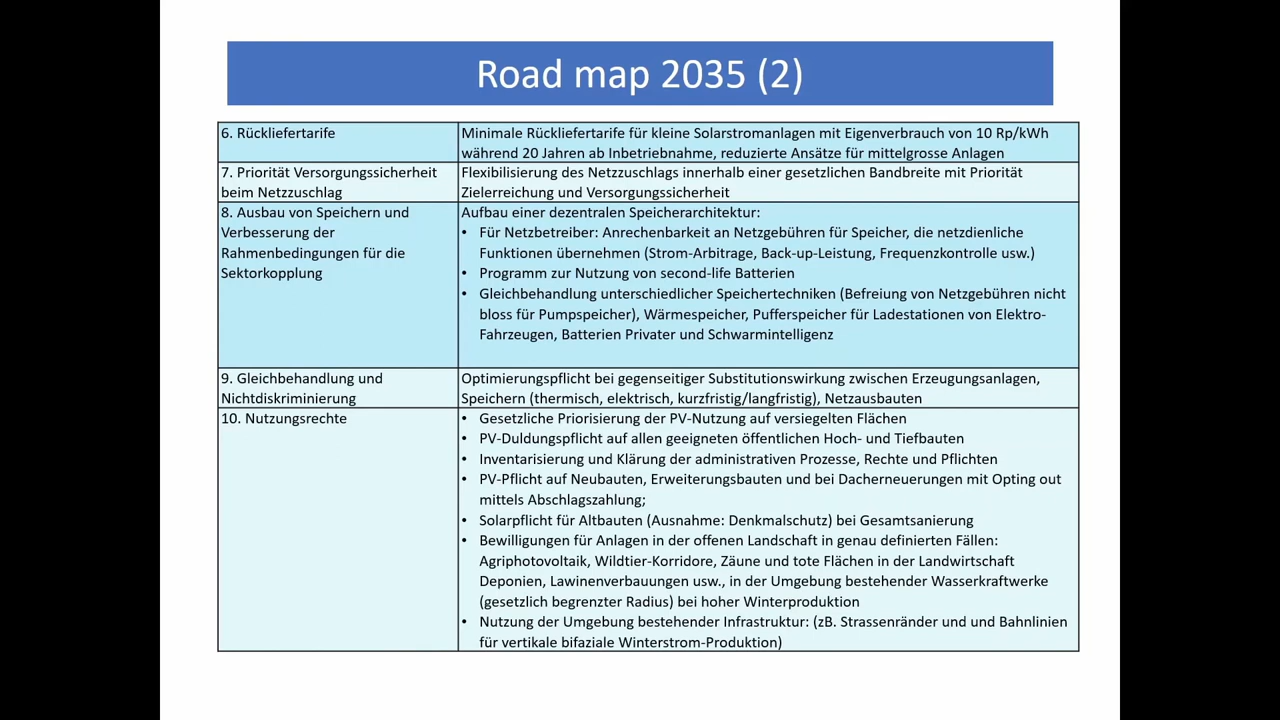 Road map 2035 (2)
6. Rückliefertarife
Minimale Rückliefertarife für kleine Solarstromanlagen mit Eigenverbrauch von 10 Rp/kWh
während 20 Jahren ab Inbetriebnahme, reduzierte Ansätze für mittelgrosse Anlagen
7. Priorität Versorgungssicherheit
beim Netzzuschlag
Flexibilisierung des Netzzuschlags innerhalb einer gesetzlichen Bandbreite mit Priorität
Zielerreichung und Versorgungssicherheit
8. Ausbau von Speichern und
Verbesserung der
Rahmenbedingungen für die
Sektorkopplung
Aufbau einer dezentralen Speicherarchitektur:
• Für Netzbetreiber: Anrechenbarkeit an Netzgebühren für Speicher, die netzdienliche
Funktionen übernehmen (Strom-Arbitrage, Back-up-Leistung, Frequenzkontrolle usw.)
• Programm zur Nutzung von second-life Batterien
• Gleichbehandlung unterschiedlicher Speichertechniken (Befreiung von Netzgebühren nicht
bloss für Pumpspeicher), Wärmespeicher, Pufferspeicher für Ladestationen von Elektro-
Fahrzeugen, Batterien Privater und Schwarmintelligenz
9. Gleichbehandlung und
Nichtdiskriminierung
Optimierungspflicht bei gegenseitiger Substitutionswirkung zwischen Erzeugungsanlagen,
Speichern (thermisch, elektrisch, kurzfristig/langfristig), Netzausbauten
10. Nutzungsrechte
• Gesetzliche Priorisierung der PV-Nutzung auf versiegelten Flächen
• PV-Duldungspflicht auf allen geeigneten öffentlichen Hoch- und Tiefbauten
• Inventarisierung und Klärung der administrativen Prozesse, Rechte und Pflichten
• PV-Pflicht auf Neubauten, Erweiterungsbauten und bei Dacherneuerungen mit Opting out
mittels Abschlagszahlung;
• Solarpflicht für Altbauten (Ausnahme: Denkmalschutz) bei Gesamtsanierung
• Bewilligungen für Anlagen in der offenen Landschaft in genau definierten Fällen:
Agriphotovoltaik, Wildtier-Korridore, Zäune und tote Flächen in der Landwirtschaft
Deponien, Lawinenverbauungen usw., in der Umgebung bestehender Wasserkraftwerke
(gesetzlich begrenzter Radius) bei hoher Winterproduktion
• Nutzung der Umgebung bestehender Infrastruktur: (zB. Strassenränder und und Bahnlinien
für vertikale bifaziale Winterstrom-Produktion)